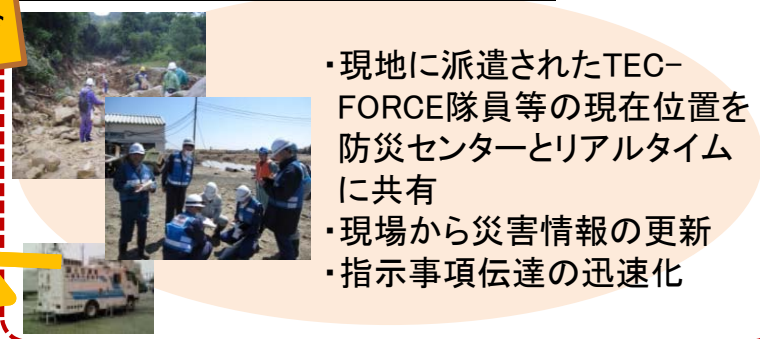 ・現地に派遣されたTEC-
FORCE隊員等の現在位置を
防災センターとリアルタイム
に共有
・現場から災害情報の更新
・指示事項伝達の迅速化